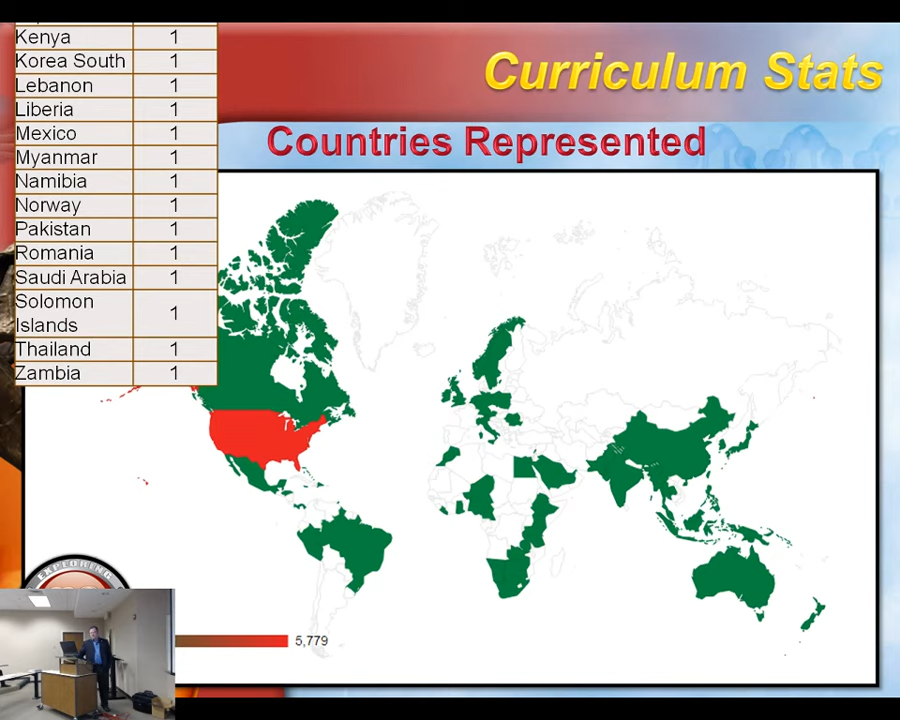 Curriculum Stats
Countries Represented
Kenya 1
Korea South 1
Lebanon 1
Liberia 1
Mexico 1
Myanmar 1
Namibia 1
Norway 1
Pakistan 1
Romania 1
Saudi Arabia 1
Solomon
Islands 1
Thailand 1
Zambia 1
EXPLORING
5,779